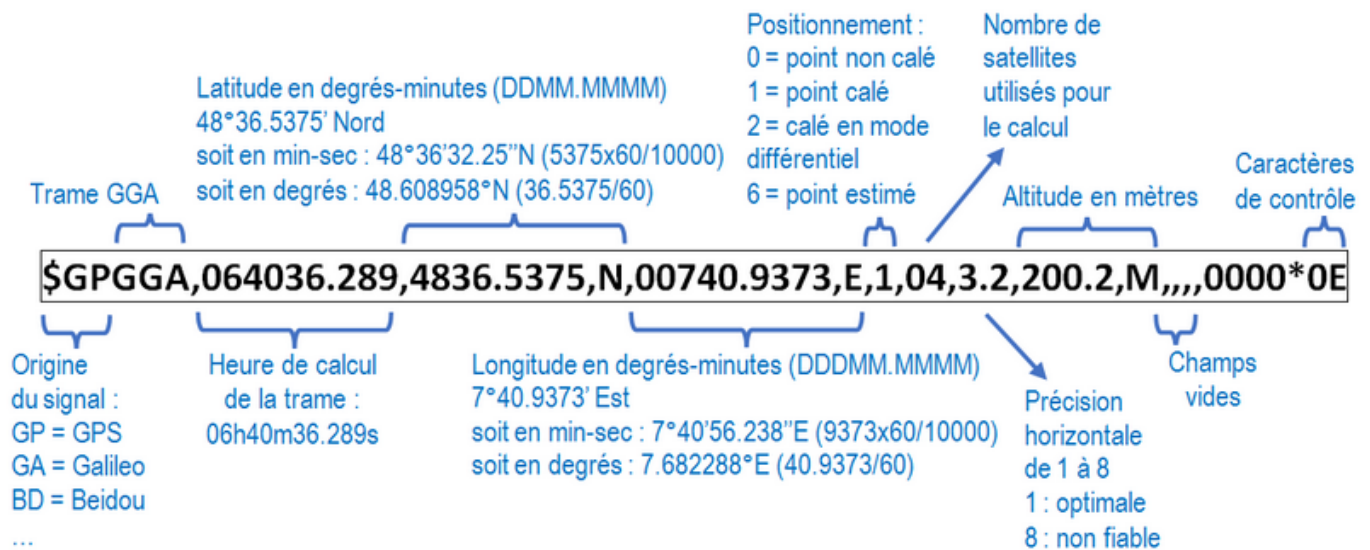 Positionnement :
0 = point non calé
1 = point calé
2 = calé en mode
différentiel
6 = point estimé
Nombre de
satellites
utilisés pour
le calcul
Latitude en degrés-minutes (DDMM.MMMM)
48°36.5375' Nord
soit en min-sec : 48°36'32.25''N (5375x60/10000)
soit en degrés : 48.608958°N (36.5375/60)
Trame GGA
Altitude en mètres
Caractères
de contrôle
$GPGGA,064036.289,4836.5375,N,00740.9373,E,1,04,3.2,200.2,M,,,,0000*0E
Origine
du signal :
GP = GPS
GA = Galileo
BD = Beidou
...
Heure de calcul
de la trame :
06h40m36.289s
Longitude en degrés-minutes (DDDMM.MMMM)
7°40.9373' Est
soit en min-sec : 7°40'56.238''E (9373x60/10000)
soit en degrés : 7.682288°E (40.9373/60)
Précision
horizontale
de 1 à 8
1 : optimale
8 : non fiable
Champs
vides